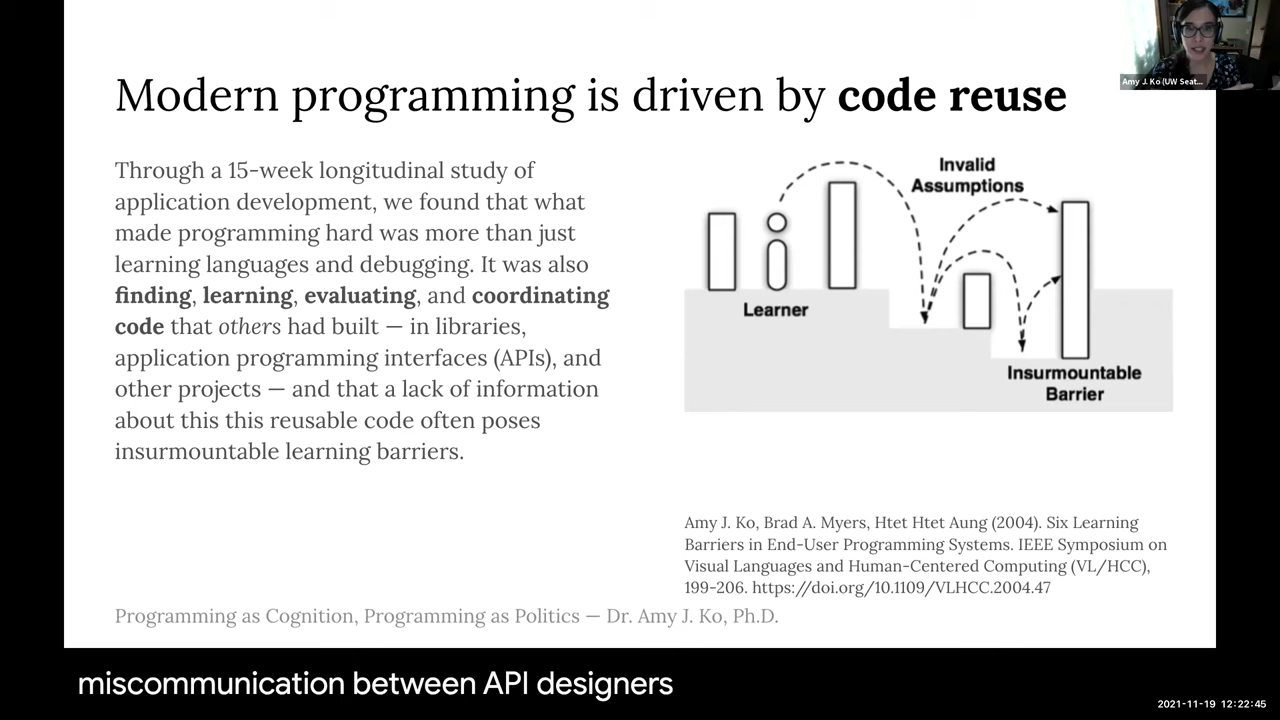 Amy J. Ko (UW Seat...
Modern programming is driven by code reuse
Through a 15-week longitudinal study of
application development, we found that what
made programming hard was more than just
learning languages and debugging. It was also
finding, learning, evaluating, and coordinating
code that others had built — in libraries,
application programming interfaces (APIs), and
other projects — and that a lack of information
about this this reusable code often poses
insurmountable learning barriers.
Invalid
Assumptions
Learner
Insurmountable
Barrier
Amy J. Ko, Brad A. Myers, Htet Htet Aung (2004). Six Learning
Barriers in End-User Programming Systems. IEEE Symposium on
Visual Languages and Human-Centered Computing (VL/HCC),
199-206. https://doi.org/10.1109/VLHCC.2004.47
Programming as Cognition, Programming as Politics — Dr. Amy J. Ko, Ph.D.
miscommunication between API designers
2021-11-19 12:22:45